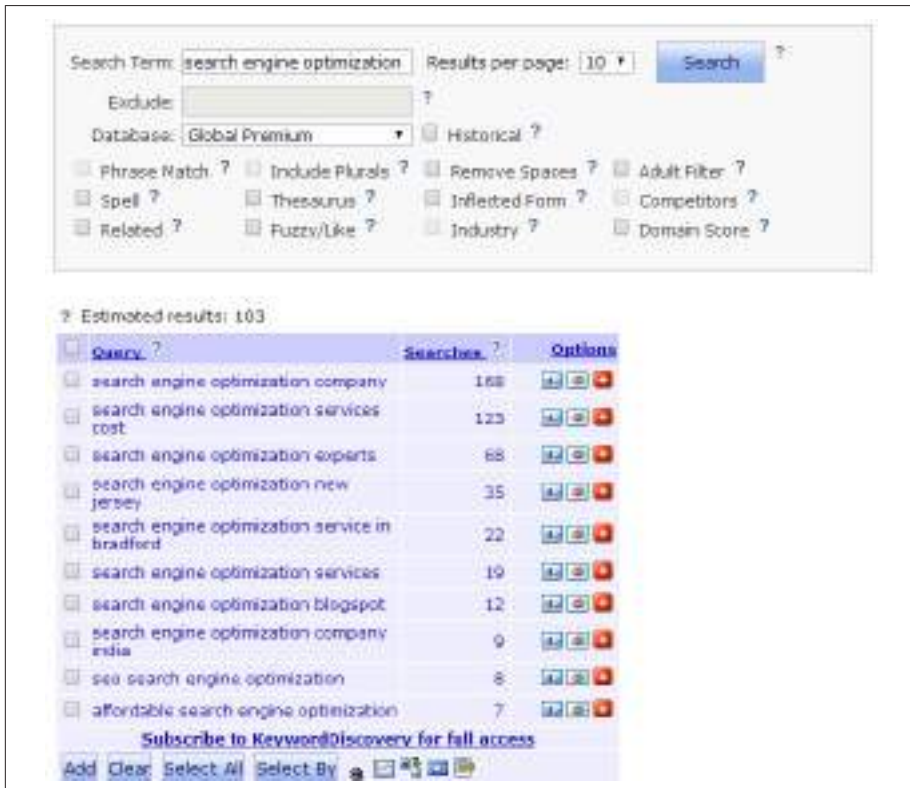 Search Term: search engine optimization Results per page: 10 Search ?
Exclude: ?
Database: Global Premium Historical ?
Phrase Match ? Include Plurals ? Remove Spaces ? Adult Filter ?
Spell ? Thesaurus ? Inflected Form ? Competitors ?
Related ? Fuzzy/Like ? Industry ? Domain Score ?
? Estimated results: 103
Query ? Searches ? Options
search engine optimization company 168
search engine optimization services
cost 123
search engine optimization experts 68
search engine optimization new
jersey 35
search engine optimization service in
bradford 22
search engine optimization services 19
search engine optimization blogspot 12
search engine optimization company
india 9
seo search engine optimization 8
affordable search engine optimization 7
Subscribe to KeywordDiscovery for full access
Add Clear Select All Select By